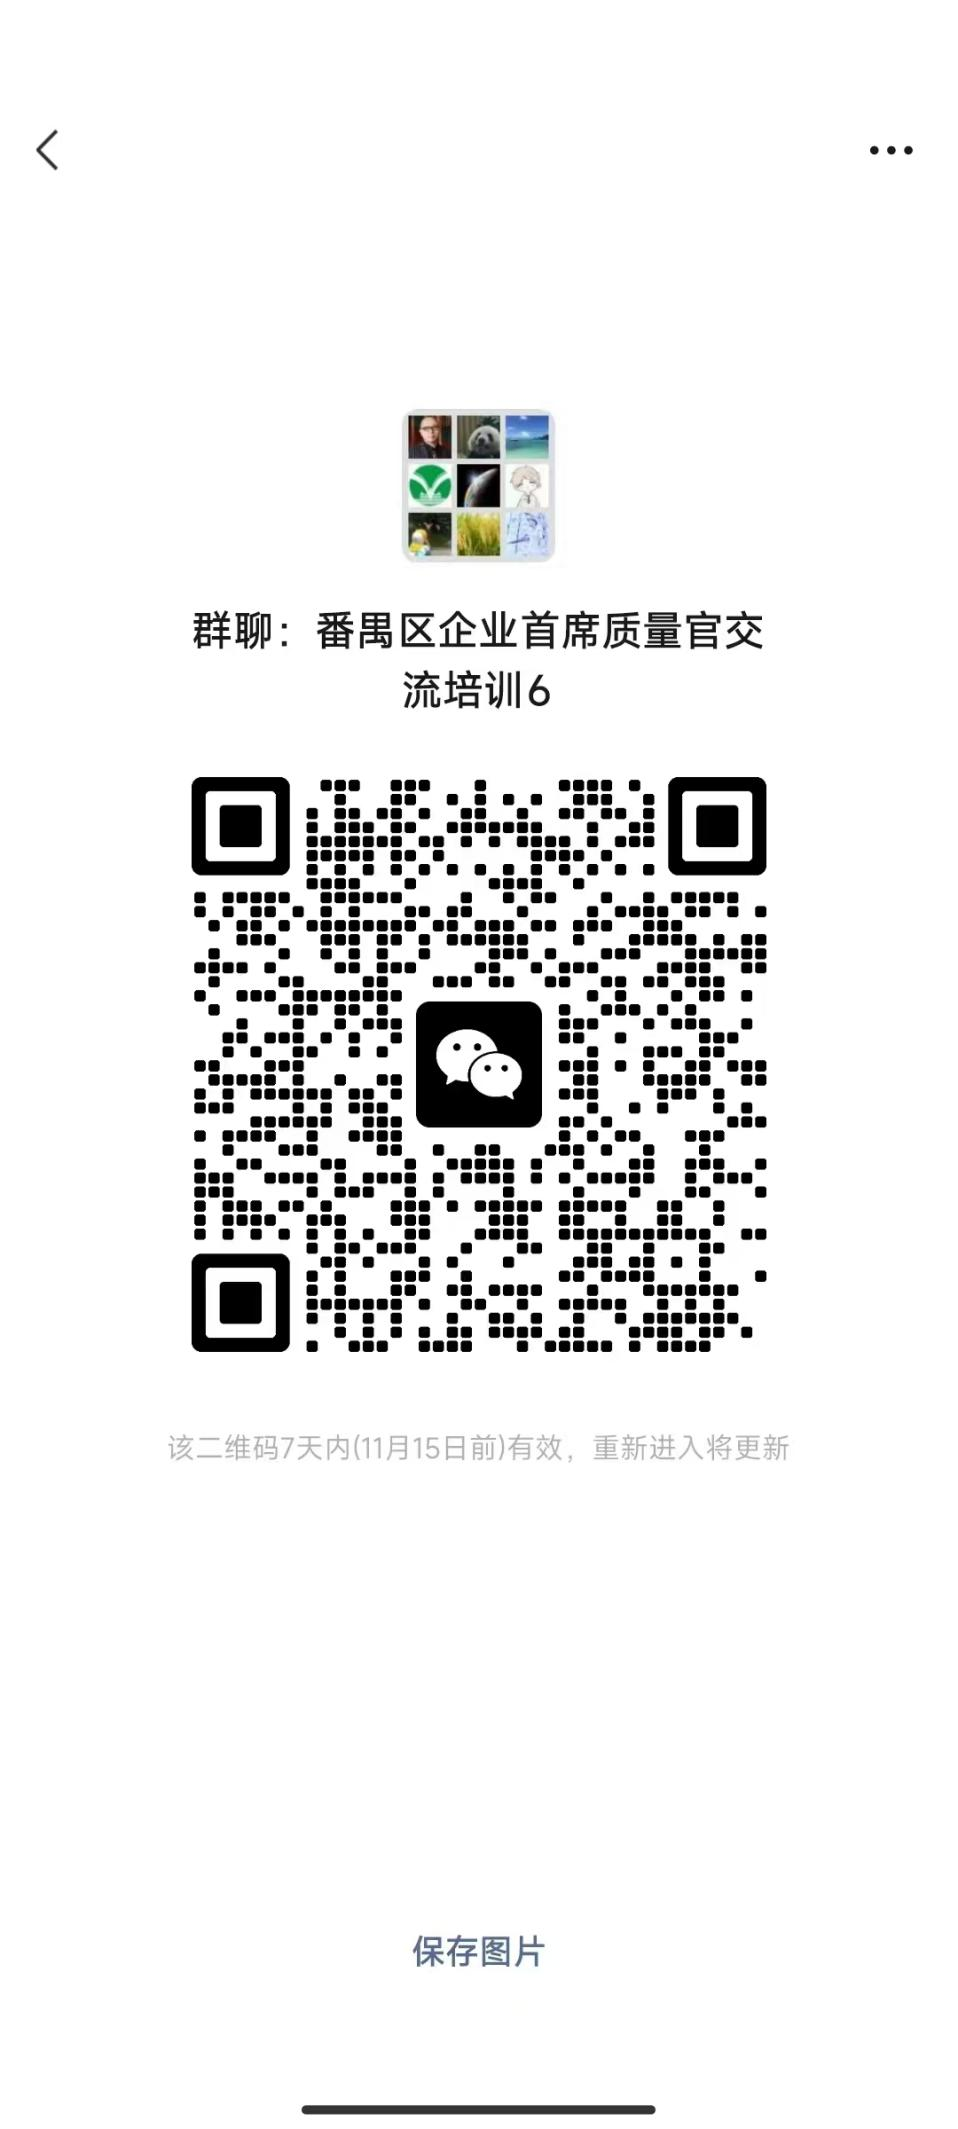 群聊：番禺区企业首席质量官交
流培训6
该二维码7天内(11月15日前)有效，重新进入将更新
保存图片